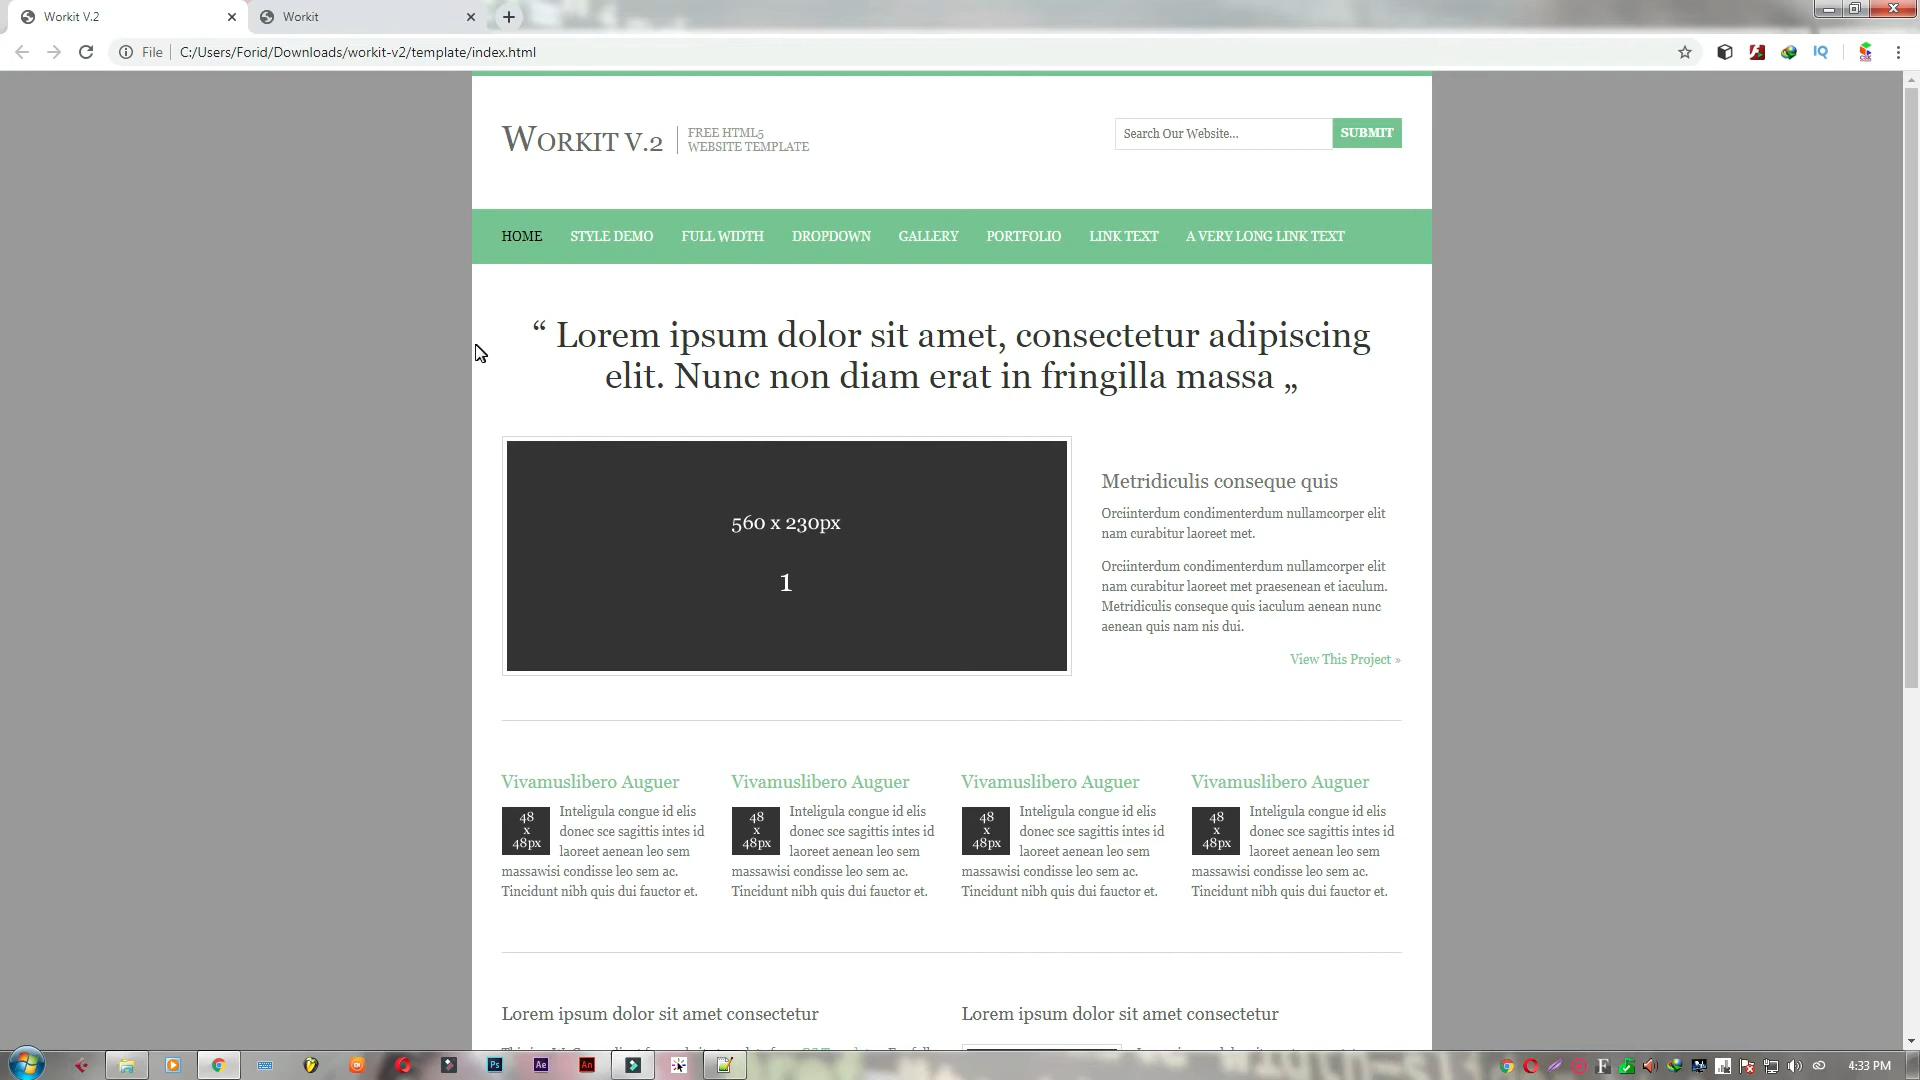 Workit V.2
Workit
File
C:/Users/Forid/Downloads/workit-v2/template/index.html
IQ
WORKIT V.2
FREE HTML5
WEBSITE TEMPLATE
Search Our Website...
SUBMIT
HOME
STYLE DEMO
FULL WIDTH
DROPDOWN
GALLERY
PORTFOLIO
LINK TEXT
A VERY LONG LINK TEXT
“ Lorem ipsum dolor sit amet, consectetur adipiscing
elit. Nunc non diam erat in fringilla massa „
560 x 230px
1
Metridiculis conseque quis
Orciinterdum condimenterdum nullamcorper elit
nam curabitur laoreet met.
Orciinterdum condimenterdum nullamcorper elit
nam curabitur laoreet met praesenean et iaculum.
Metridiculis conseque quis iaculum aenean nunc
aenean quis nam nis dui.
View This Project »
Vivamuslibero Auguer
48
x
48px
Inteligula congue id elis
donec sce sagittis intes id
laoreet aenean leo sem
massawisi condisse leo sem ac.
Tincidunt nibh quis dui fauctor et.
Vivamuslibero Auguer
48
x
48px
Inteligula congue id elis
donec sce sagittis intes id
laoreet aenean leo sem
massawisi condisse leo sem ac.
Tincidunt nibh quis dui fauctor et.
Vivamuslibero Auguer
48
x
48px
Inteligula congue id elis
donec sce sagittis intes id
laoreet aenean leo sem
massawisi condisse leo sem ac.
Tincidunt nibh quis dui fauctor et.
Vivamuslibero Auguer
48
x
48px
Inteligula congue id elis
donec sce sagittis intes id
laoreet aenean leo sem
massawisi condisse leo sem ac.
Tincidunt nibh quis dui fauctor et.
Lorem ipsum dolor sit amet consectetur
Lorem ipsum dolor sit amet consectetur
Ps
Ae
An
F
4:33 PM